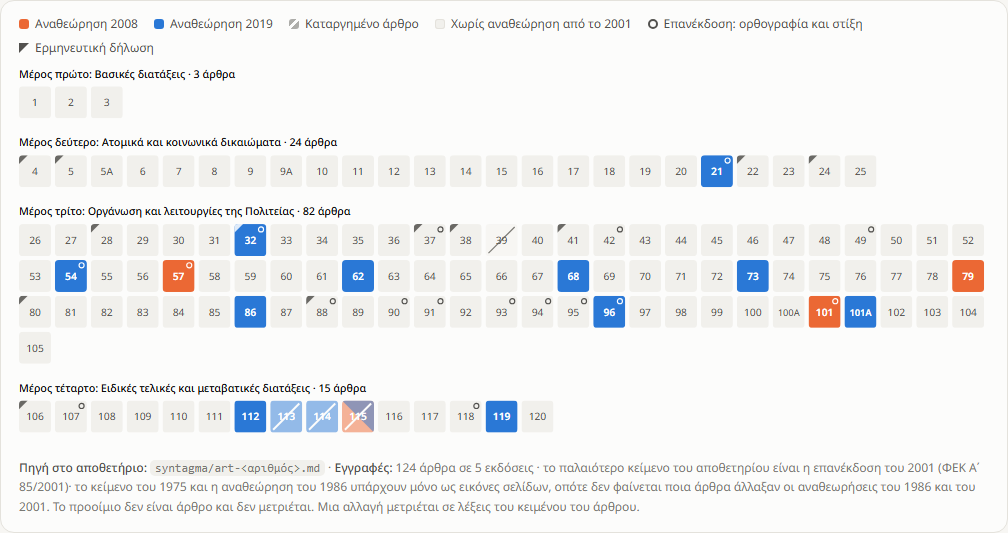 Αναθεώρηση 2008 Αναθεώρηση 2019 Καταργημένο άρθρο Χωρίς αναθεώρηση από το 2001 Επανέκδοση: ορθογραφία και στίξη
Ερμηνευτική δήλωση
Μέρος πρώτο: Βασικές διατάξεις · 3 άρθρα
1 2 3
Μέρος δεύτερο: Ατομικά και κοινωνικά δικαιώματα · 24 άρθρα
4 5 5Α 6 7 8 9 9Α 10 11 12 13 14 15 16 17 18 19 20 21 22 23 24 25
Μέρος τρίτο: Οργάνωση και λειτουργίες της Πολιτείας · 82 άρθρα
26 27 28 29 30 31 32 33 34 35 36 37 38 39 40 41 42 43 44 45 46 47 48 49 50 51 52
53 54 55 56 57 58 59 60 61 62 63 64 65 66 67 68 69 70 71 72 73 74 75 76 77 78 79
80 81 82 83 84 85 86 87 88 89 90 91 92 93 94 95 96 97 98 99 100 100Α 101 101Α 102 103 104
105
Μέρος τέταρτο: Ειδικές τελικές και μεταβατικές διατάξεις · 15 άρθρα
106 107 108 109 110 111 112 113 114 115 116 117 118 119 120
Πηγή στο αποθετήριο: syntagma/art-<αριθμός>.md · Εγγραφές: 124 άρθρα σε 5 εκδόσεις · το παλαιότερο κείμενο του αποθετηρίου είναι η επανέκδοση του 2001 (ΦΕΚ Α΄
85/2001)· το κείμενο του 1975 και η αναθεώρηση του 1986 υπάρχουν μόνο ως εικόνες σελίδων, οπότε δεν φαίνεται ποια άρθρα άλλαξαν οι αναθεωρήσεις του 1986 και του
2001. Το προοίμιο δεν είναι άρθρο και δεν μετριέται. Μια αλλαγή μετριέται σε λέξεις του κειμένου του άρθρου.